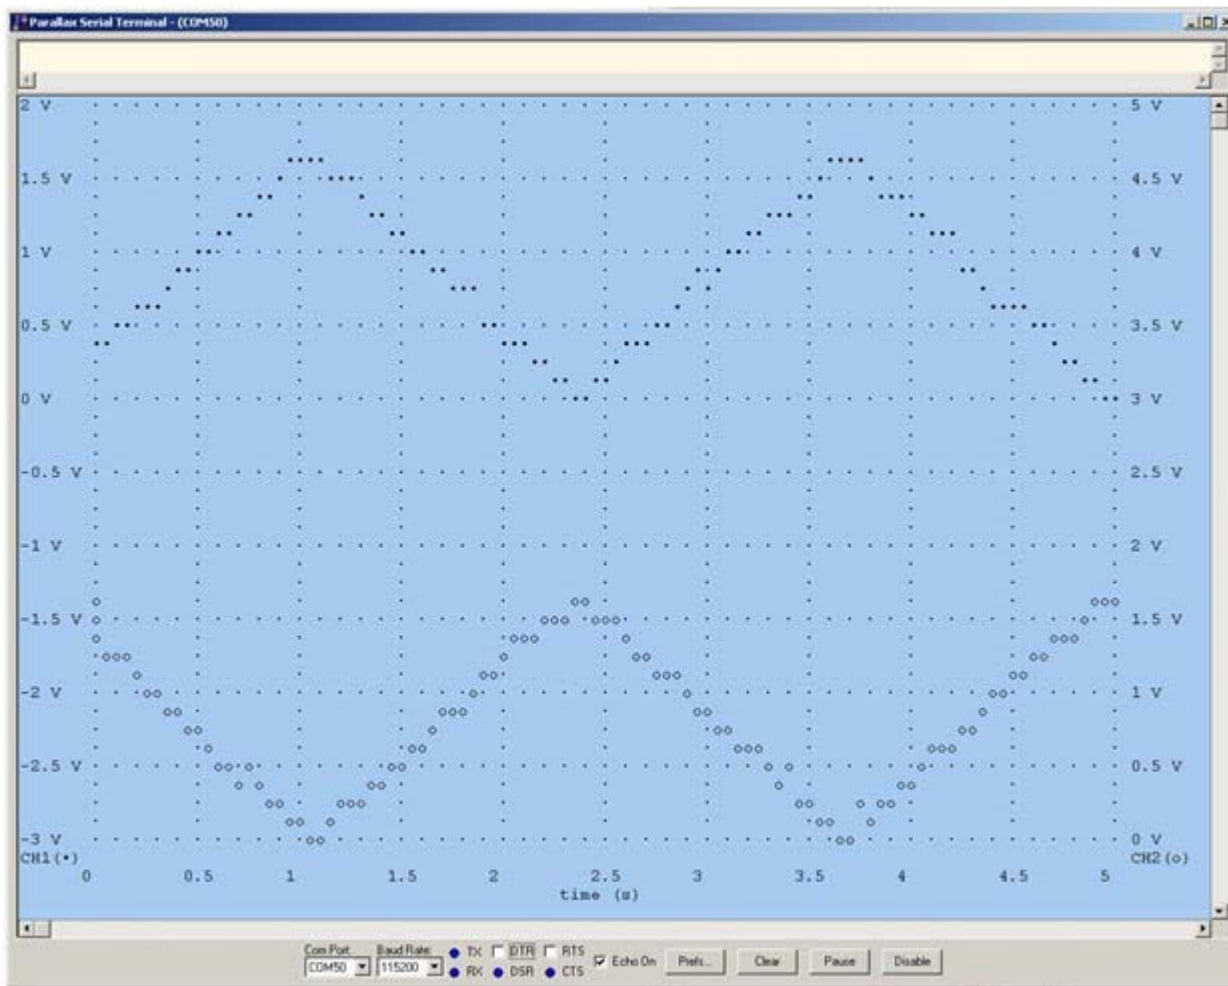 Parallax Serial Terminal - (COM50)
2 V 5 V
1.5 V 4.5 V
1 V 4 V
0.5 V 3.5 V
0 V 3 V
-0.5 V 2.5 V
-1 V 2 V
-1.5 V 1.5 V
-2 V 1 V
-2.5 V 0.5 V
-3 V 0 V
CH1(•) CH2(o)
0 0.5 1 1.5 2 2.5 3 3.5 4 4.5 5
time (s)
Com Port: Baud Rate: TX DTR RTS
COM50 115200 RX DSR CTS Echo On Prefs... Clear Pause Disable